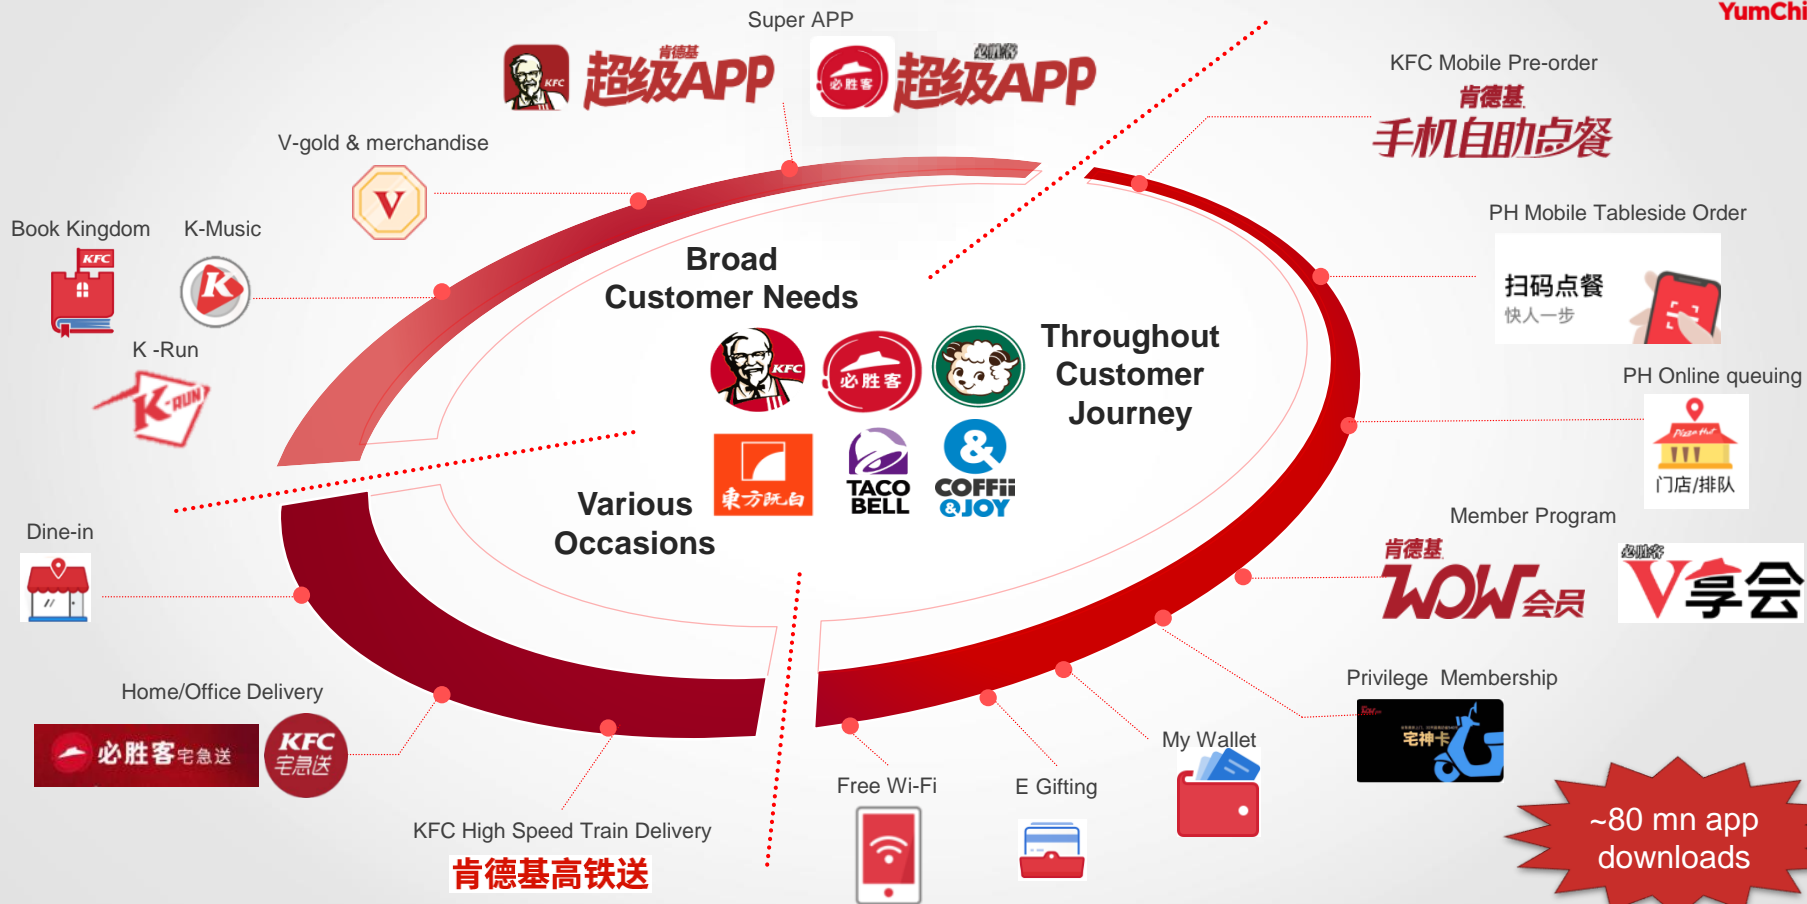 YumChi
Super APP
KFC
肯德基
超级APP
必胜客
必胜客
超级APP
KFC Mobile Pre-order
肯德基
手机自助点餐
V-gold & merchandise
V
PH Mobile Tableside Order
扫码点餐
快人一步
Book Kingdom
KFC
K-Music
K
K -Run
K-RUN
Broad
Customer Needs
Throughout
Customer
Journey
KFC
必胜客
東方既白
TACO
BELL
&
COFFii
&JOY
Various
Occasions
PH Online queuing
Pizza Hut
门店/排队
Member Program
肯德基
WOW会员
必胜客
V享会
Dine-in
Home/Office Delivery
必胜客宅急送
KFC
宅急送
KFC High Speed Train Delivery
肯德基高铁送
Free Wi-Fi
E Gifting
My Wallet
Privilege  Membership
宅神卡
~80 mn app
downloads